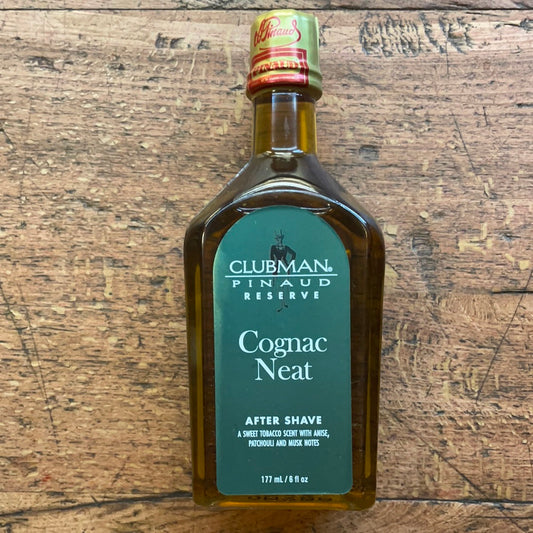 Pinaud
CLUBMAN®
PINAUD
RESERVE
Cognac
Neat
AFTER SHAVE
A SWEET TOBACCO SCENT WITH ANISE,
PATCHOULI AND MUSK NOTES
177 mL / 6 fl oz